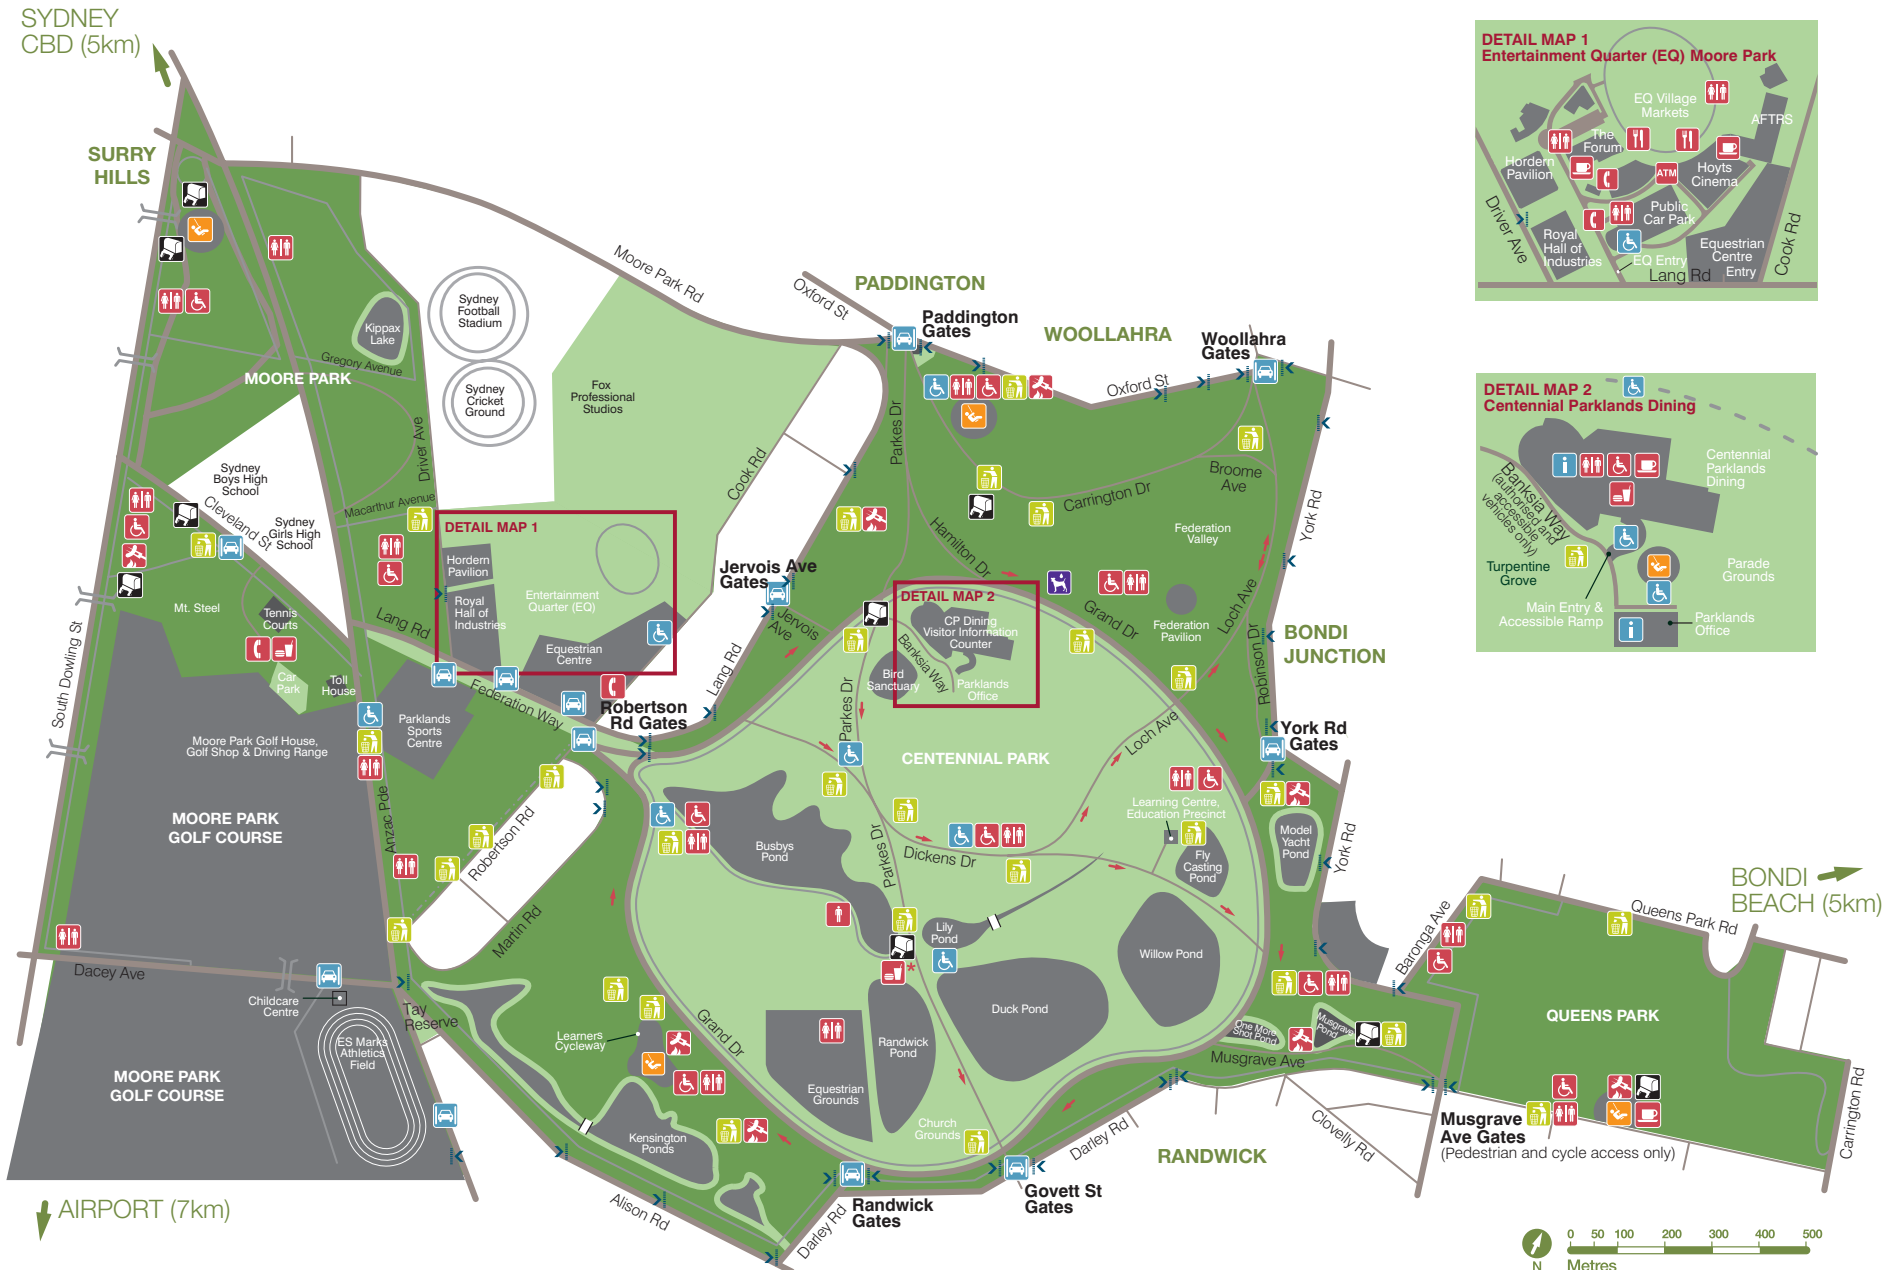 SYDNEY
CBD (5km)
SURRY
HILLS
Moore Park Rd
Oxford St
PADDINGTON
Paddington
Gates
WOOLLAHRA
Woollahra
Gates
Oxford St
Kippax
Lake
Gregory Avenue
MOORE PARK
Sydney
Football
Stadium
Sydney
Cricket
Ground
Fox
Professional
Studios
Driver Ave
Macarthur Avenue
Sydney
Boys High
School
Cleveland St
Sydney
Girls High
School
Cook Rd
Parkes Dr
Hamilton Dr
Carrington Dr
Broome
Ave
Federation
Valley
York Rd
DETAIL MAP 1
Hordern
Pavilion
Royal
Hall of
Industries
Entertainment
Quarter (EQ)
Equestrian
Centre
Jervois Ave
Gates
Jervois
Ave
Lang Rd
DETAIL MAP 2
CP Dining
Visitor Information
Counter
Banksia Way
Bird
Sanctuary
Parklands
Office
Grand Dr
Federation
Pavilion
Loch Ave
Robinson Dr
BONDI
JUNCTION
Mt. Steel
Tennis
Courts
Lang Rd
Car
Park
Toll
House
South Dowling St
Parklands
Sports
Centre
Federation Way
Robertson
Rd Gates
Moore Park Golf House,
Golf Shop & Driving Range
MOORE PARK
GOLF COURSE
Anzac Pde
Robertson Rd
Martin Rd
Parkes Dr
CENTENNIAL PARK
Loch Ave
York Rd
Gates
Learning Centre,
Education Precinct
Fly
Casting
Pond
Model
Yacht
Pond
York Rd
Busbys
Pond
Parkes Dr
Dickens Dr
Lily
Pond
*
Willow Pond
Duck Pond
Dacey Ave
Childcare
Centre
Tay
Reserve
ES Marks
Athletics
Field
MOORE PARK
GOLF COURSE
Learners
Cycleway
Grand Dr
Equestrian
Grounds
Randwick
Pond
Church
Grounds
Kensington
Ponds
One More
Shot Pond
Musgrave
Pond
Musgrave Ave
Baronga Ave
Queens Park Rd
BONDI
BEACH (5km)
QUEENS PARK
Carrington Rd
Musgrave
Ave Gates
(Pedestrian and cycle access only)
Clovelly Rd
RANDWICK
Darley Rd
Govett St
Gates
Randwick
Gates
Darley Rd
Alison Rd
AIRPORT (7km)
N
0 50 100 200 300 400 500
Metres
DETAIL MAP 1
Entertainment Quarter (EQ) Moore Park
EQ Village
Markets
AFTRS
The
Forum
Hordern
Pavilion
ATM
Hoyts
Cinema
Public
Car Park
Driver Ave
Royal
Hall of
Industries
EQ Entry
Lang Rd
Equestrian
Centre
Entry
Cook Rd
DETAIL MAP 2
Centennial Parklands Dining
Centennial
Parklands
Dining
i
Banksia Way
(authorised and
accessible
vehicles only)
Turpentine
Grove
Parade
Grounds
Main Entry &
Accessible Ramp
i
Parklands
Office